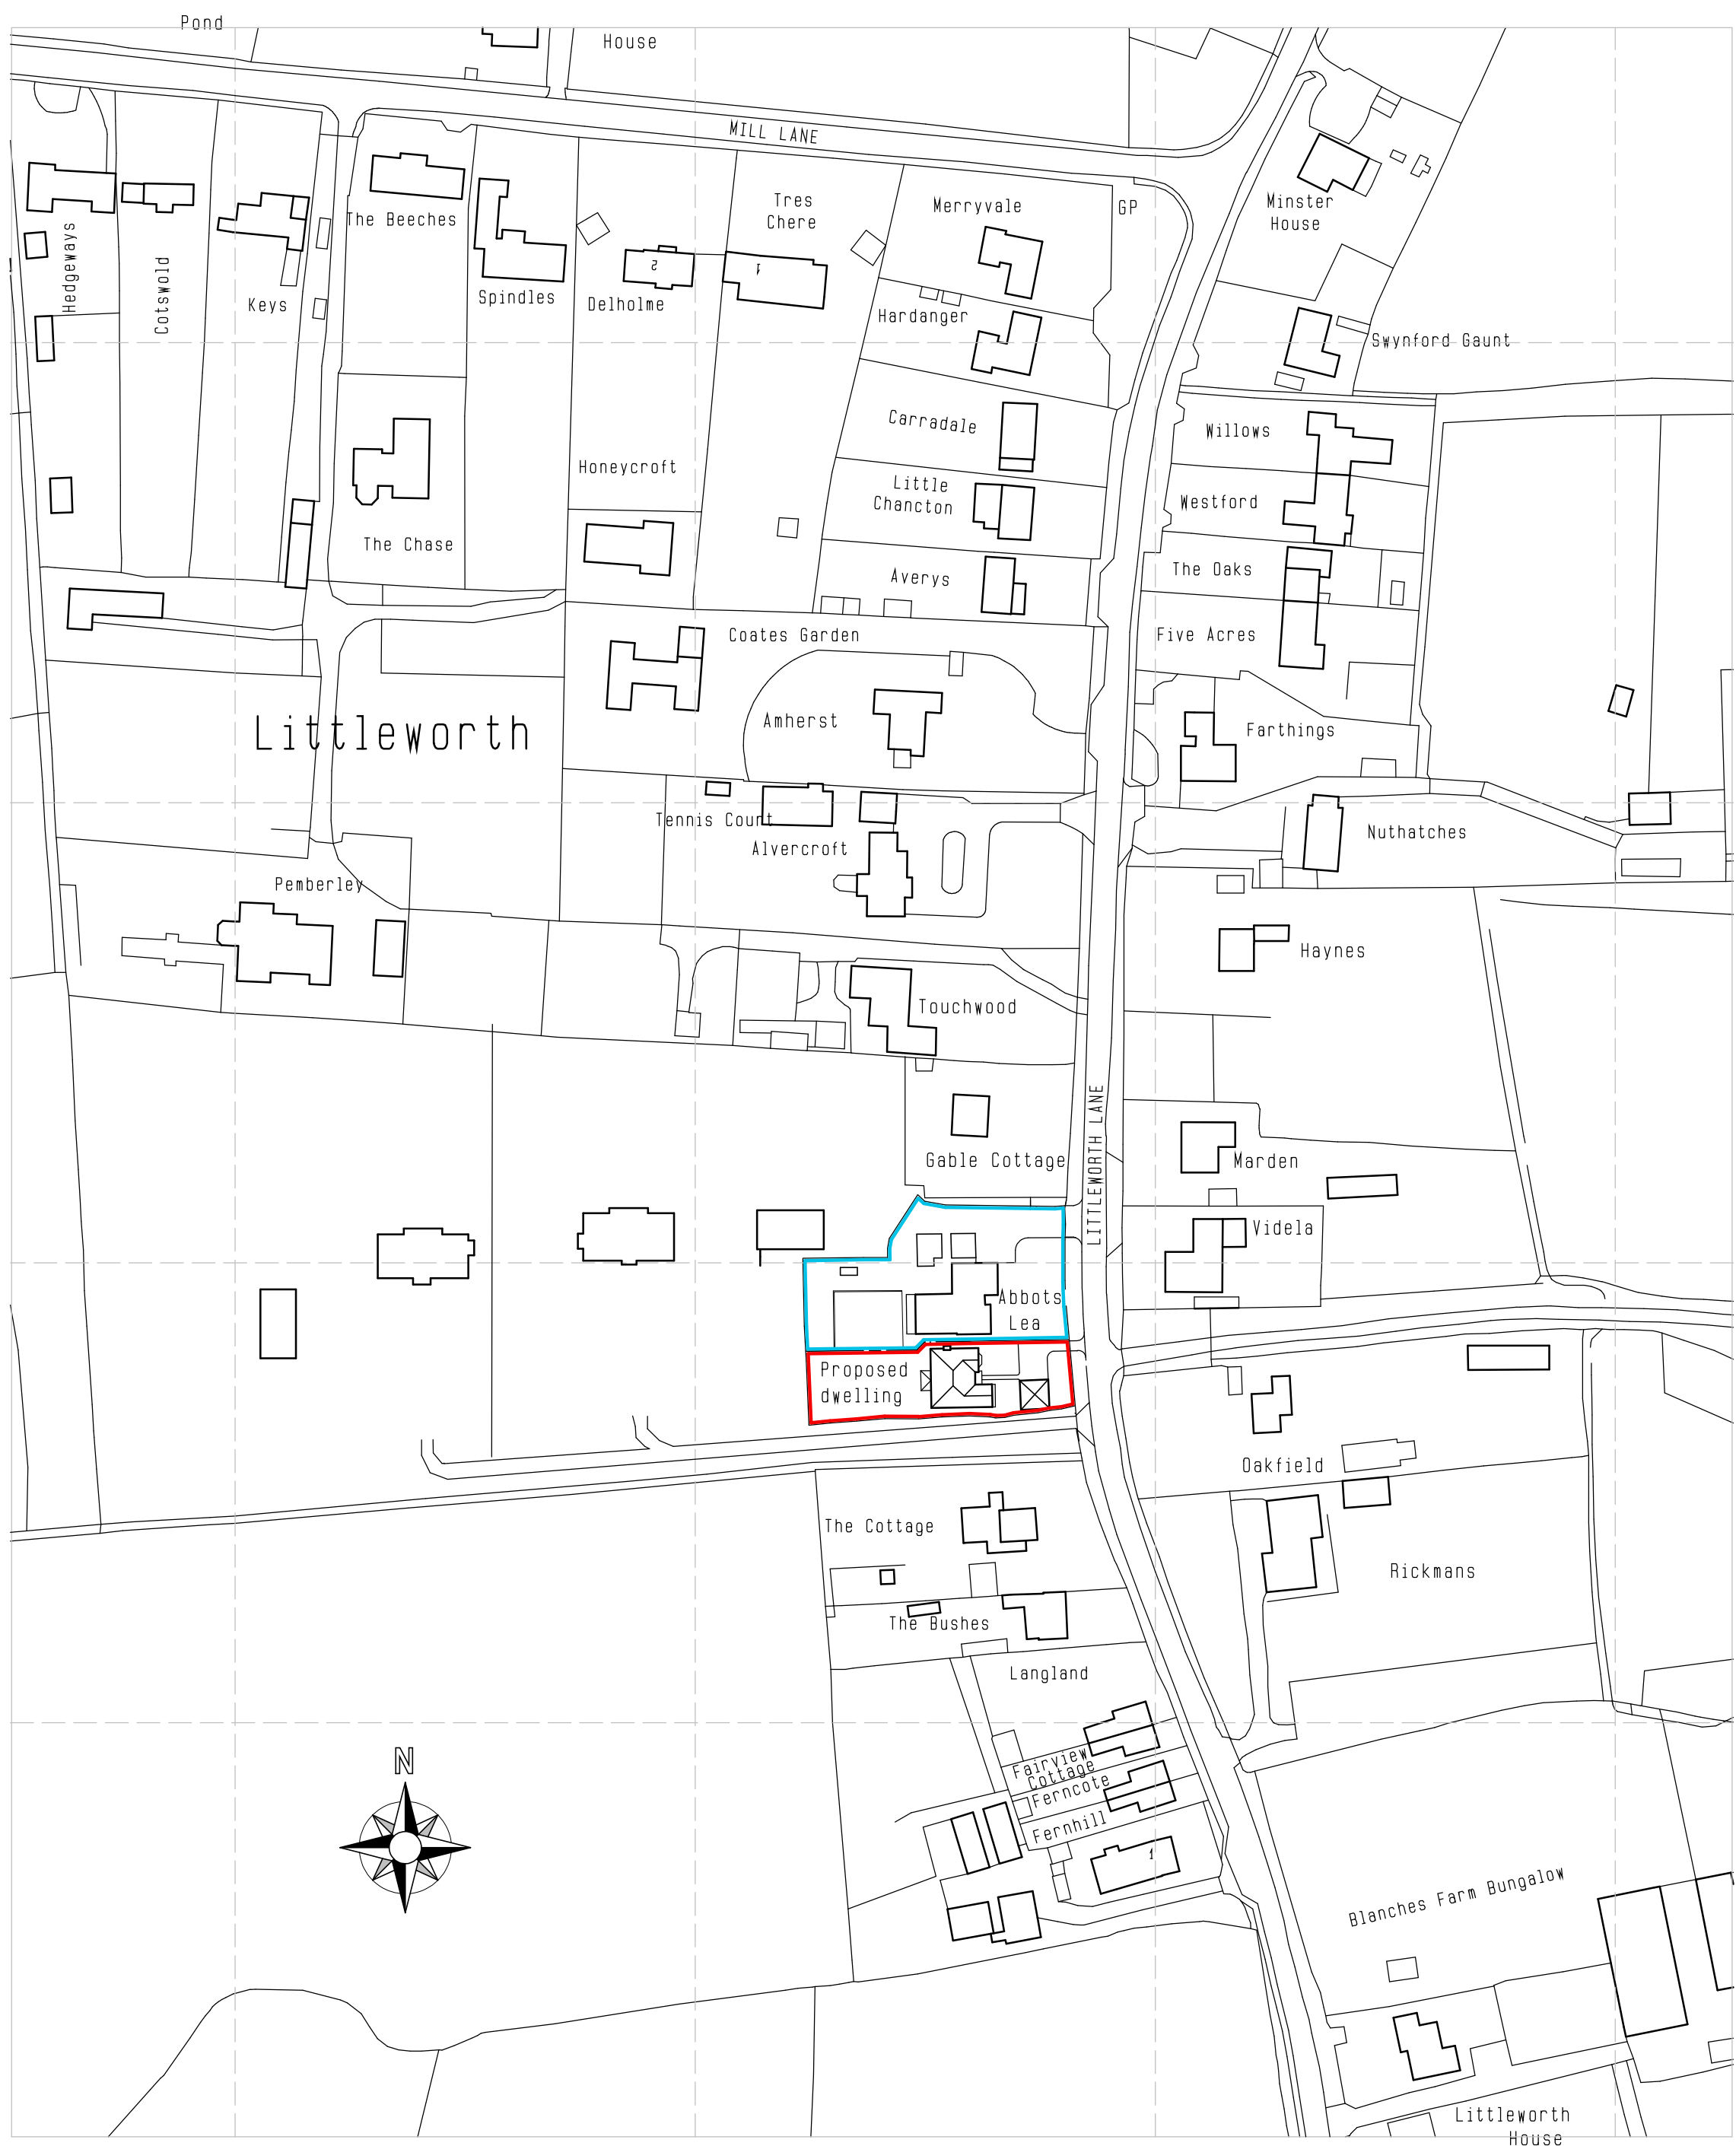 Pond
House
MILL LANE
The Beeches
Tres
Chere
Merryvale
GP
Minster
House
Hedgeways
Cotswold
Keys
Spindles
2
Delholme
1
Hardanger
Swynford Gaunt
Carradale
Willows
Honeycroft
Little
Chancton
Westford
The Chase
Averys
The Oaks
Coates Garden
Five Acres
Littleworth
Amherst
Farthings
Tennis Court
Alvercroft
Nuthatches
Pemberley
Haynes
Touchwood
LITTLEWORTH LANE
Gable Cottage
Marden
Videla
Abbots
Lea
Proposed
dwelling
Oakfield
The Cottage
Rickmans
The Bushes
Langland
Fairview
Cottage
Ferncote
Fernhill
1
N
Blanches Farm Bungalow
Littleworth
House